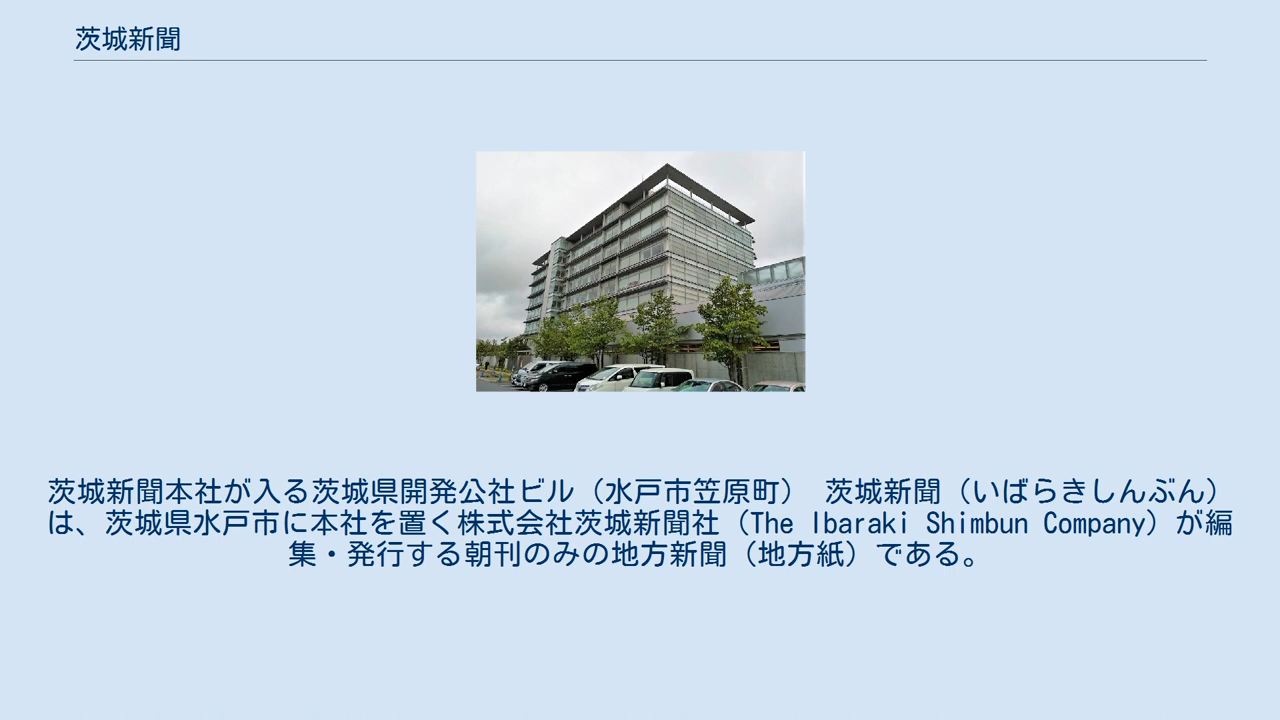 茨城新聞
茨城新聞本社が入る茨城県開発公社ビル（水戸市笠原町） 茨城新聞（いばらきしんぶん）
は、茨城県水戸市に本社を置く株式会社茨城新聞社（The Ibaraki Shimbun Company）が編
集・発行する朝刊のみの地方新聞（地方紙）である。